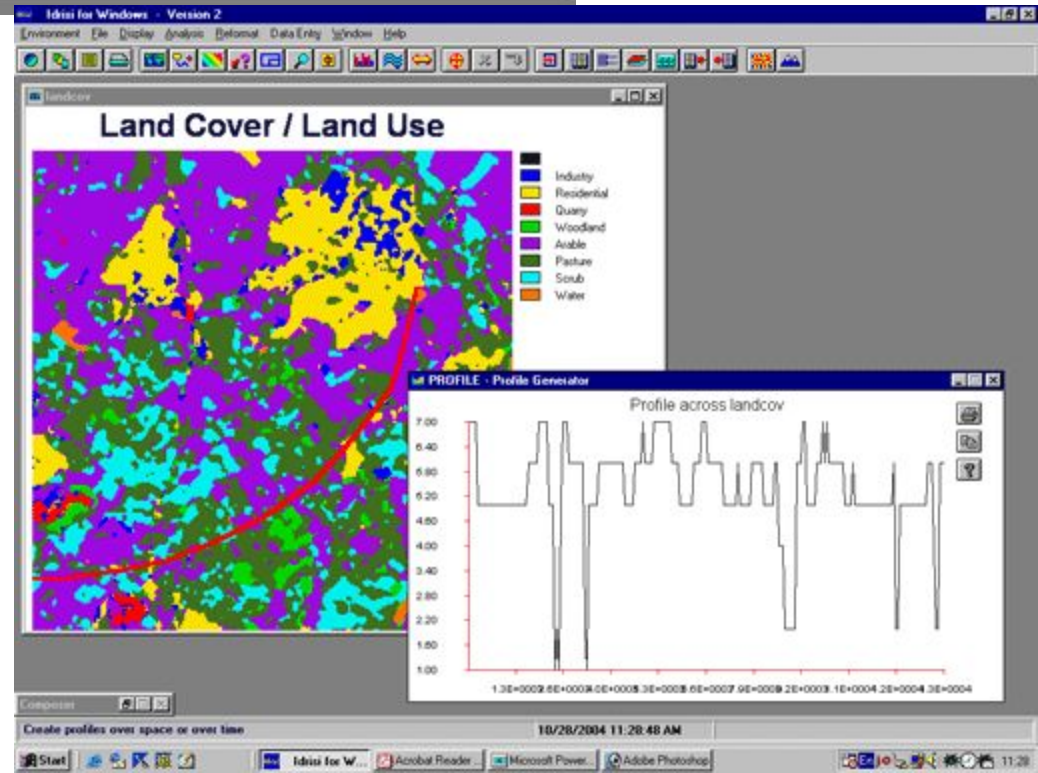 Idrisi for Windows - Version 2
Environment File Display Analysis Reformat Data Entry Window Help
landcov
Land Cover / Land Use
Industry
Residential
Quarry
Woodland
Arable
Pasture
Scrub
Water
PROFILE - Profile Generator
Profile across landcov
7.00
6.40
5.80
5.20
4.60
4.00
3.40
2.80
2.20
1.60
1.00
Composer
Create profiles over space or over time 10/28/2004 11:28:48 AM
Start Idrisi for W... Acrobat Reader ... Microsoft Power... Adobe Photoshop 11:28